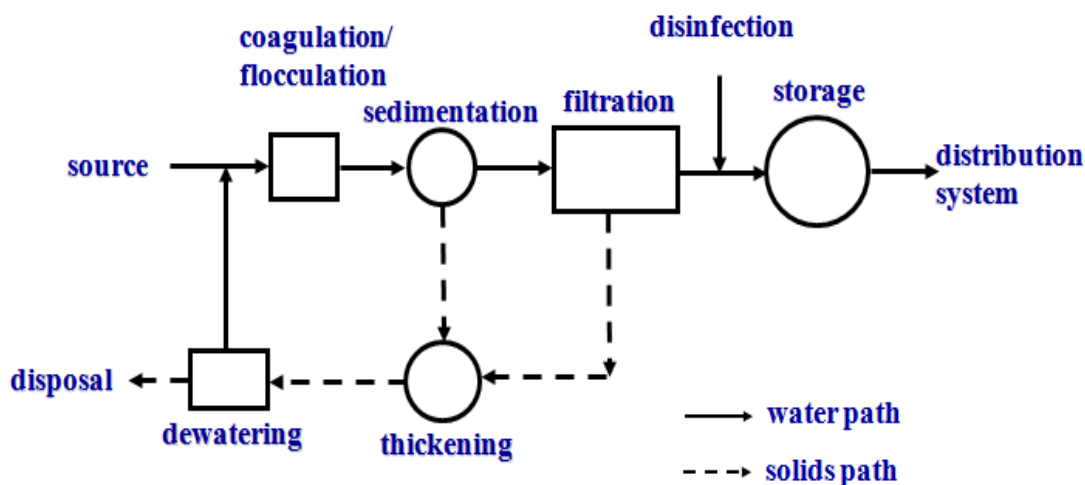 coagulation/
flocculation
disinfection
sedimentation
filtration
storage
source
distribution
system
disposal
dewatering
thickening
water path
solids path